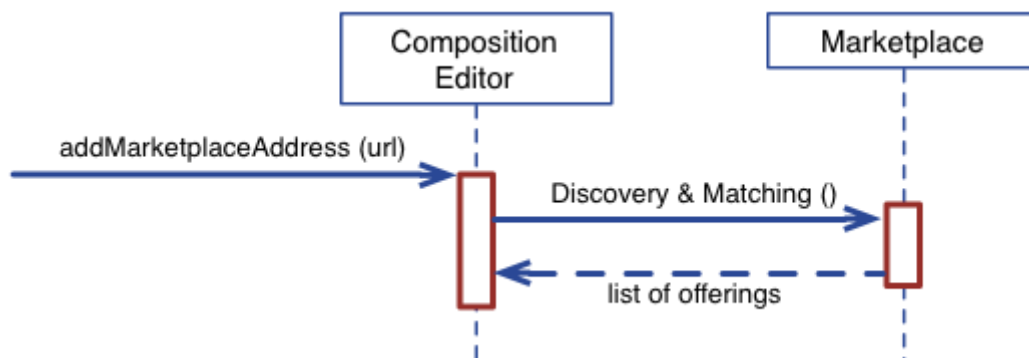 Composition
Editor
Marketplace
addMarketplaceAddress (url)
Discovery & Matching ()
list of offerings